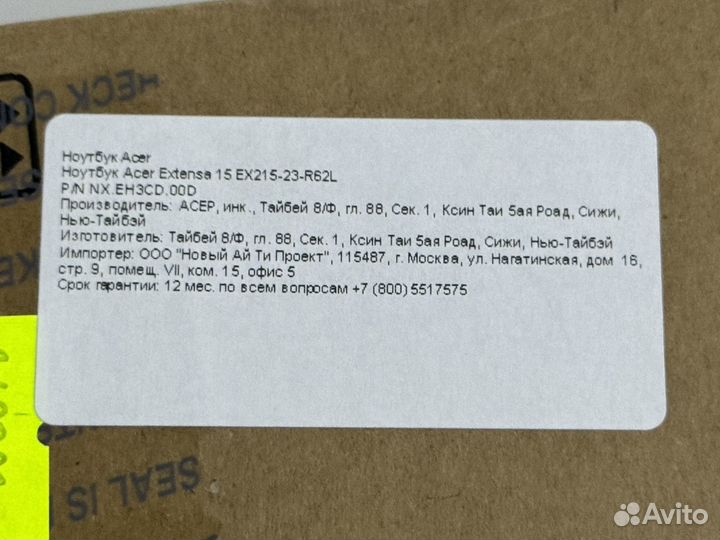 HECK CO
Ноутбук Acer
Ноутбук Acer Extensa 15 EX215-23-R62L
P/N NX.EH3CD.00D
Производитель: АСЕР, инк., Тайбей 8/Ф, гл. 88, Сек. 1, Ксин Таи 5ая Роад, Сижи,
Нью-Тайбэй
Изготовитель: Тайбей 8/Ф, гл. 88, Сек. 1, Ксин Таи 5ая Роад, Сижи, Нью-Тайбэй
Импортер: ООО "Новый Ай Ти Проект", 115487, г. Москва, ул. Нагатинская, дом 16,
стр. 9, помещ. VII, ком. 15, офис 5
Срок гарантии: 12 мес. по всем вопросам +7 (800) 5517575
SEAL IS
Avito